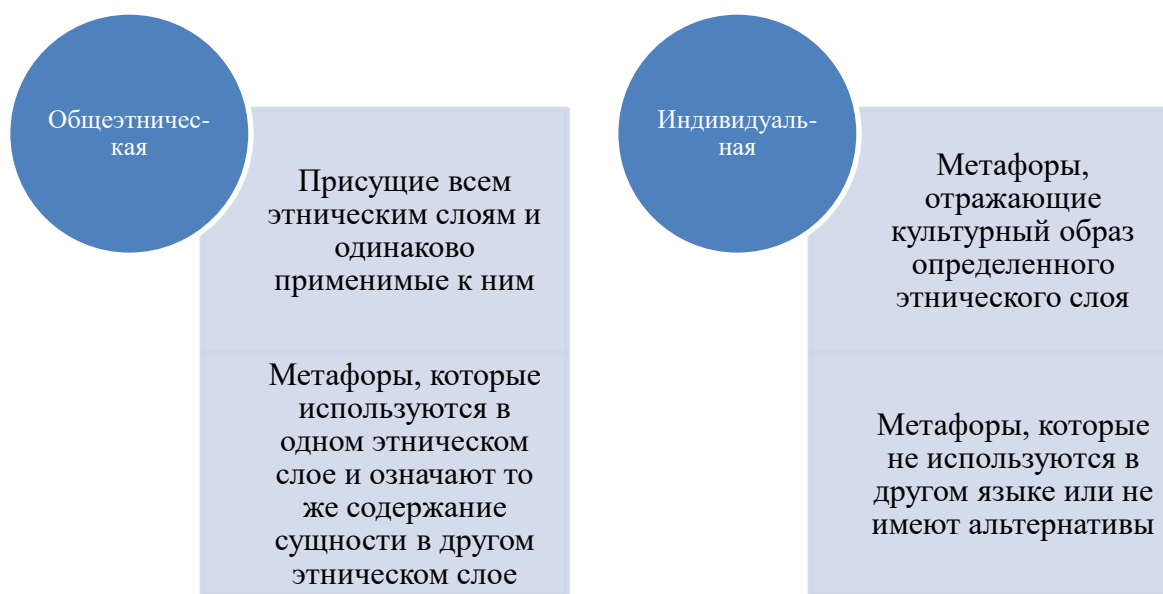 Общеэтничес-
кая
Присущие всем
этническим слоям и
одинаково
применимые к ним
Метафоры, которые
используются в
одном этническом
слое и означают то
же содержание
сущности в другом
этническом слое
Индивидуаль-
ная
Метафоры,
отражающие
культурный образ
определенного
этнического слоя
Метафоры, которые
не используются в
другом языке или не
имеют альтернативы